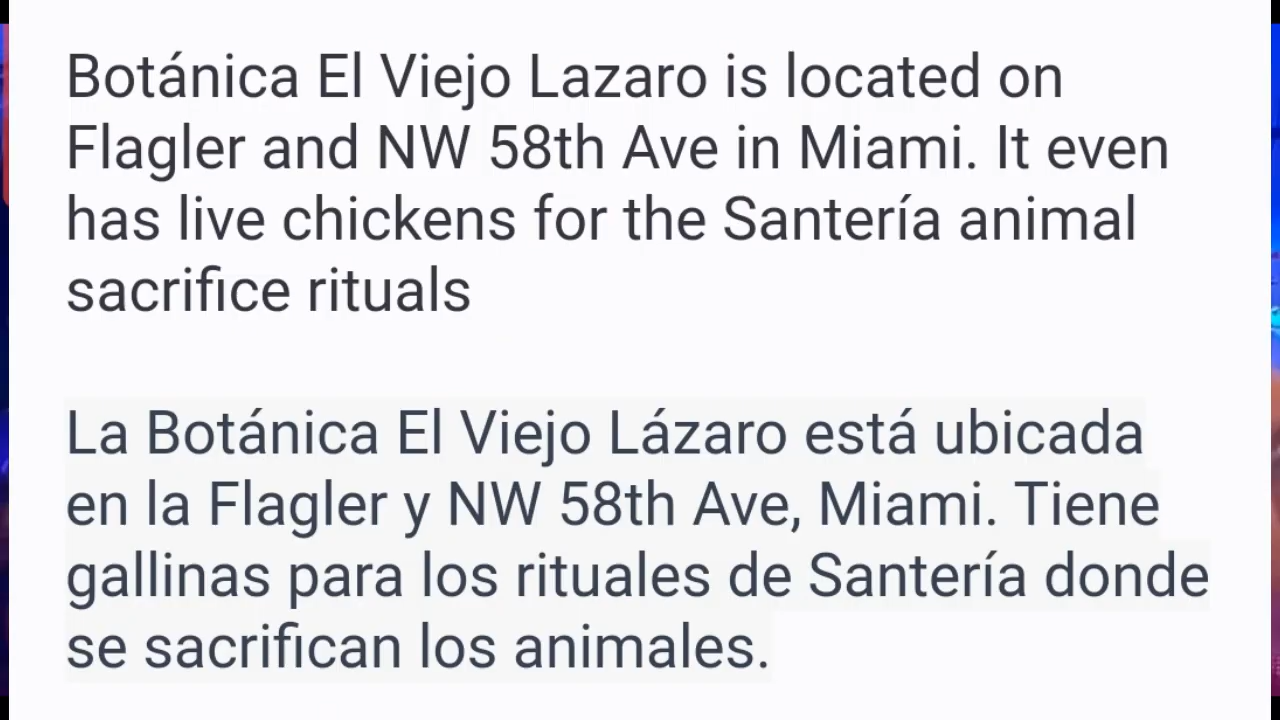 Botánica El Viejo Lazaro is located on
Flagler and NW 58th Ave in Miami. It even
has live chickens for the Santería animal
sacrifice rituals
La Botánica El Viejo Lázaro está ubicada
en la Flagler y NW 58th Ave, Miami. Tiene
gallinas para los rituales de Santería donde
se sacrifican los animales.